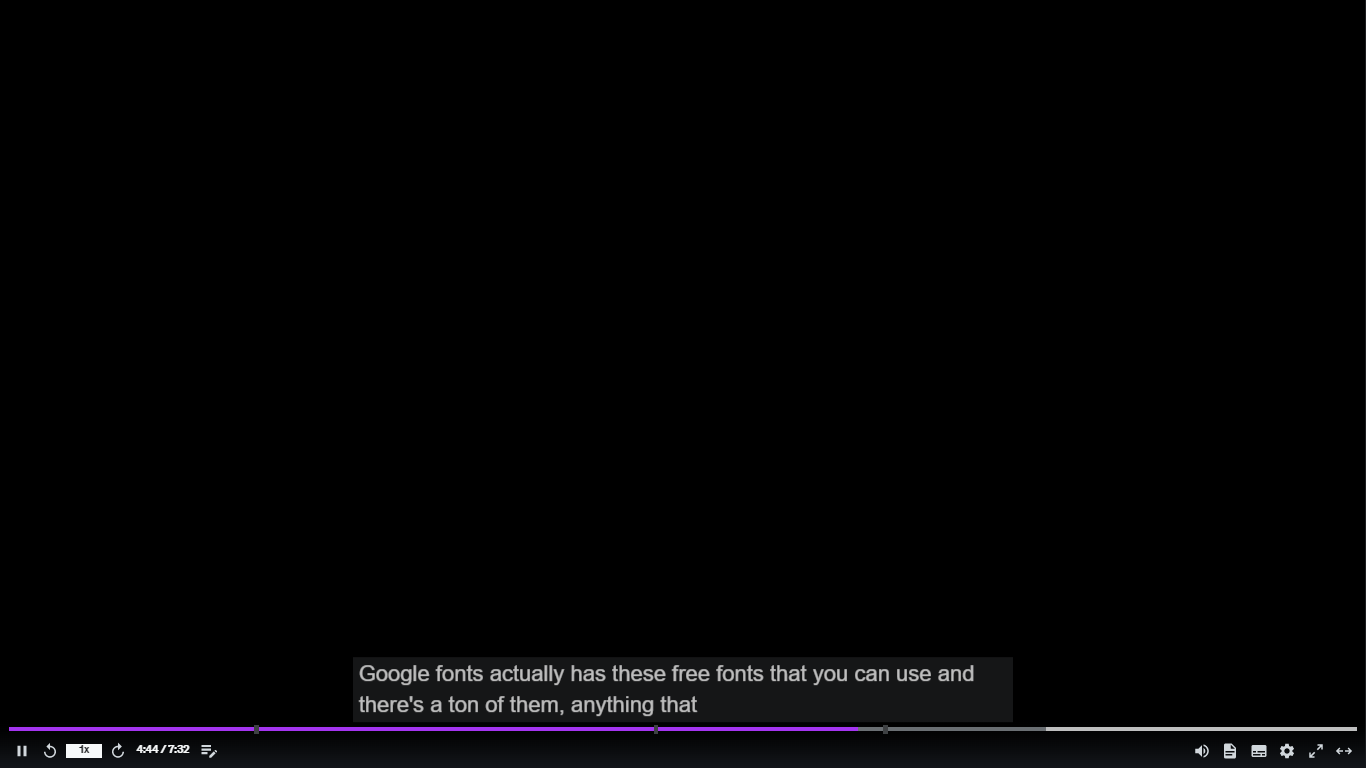 Google fonts actually has these free fonts that you can use and
there's a ton of them, anything that
1x
4:44 / 7:32